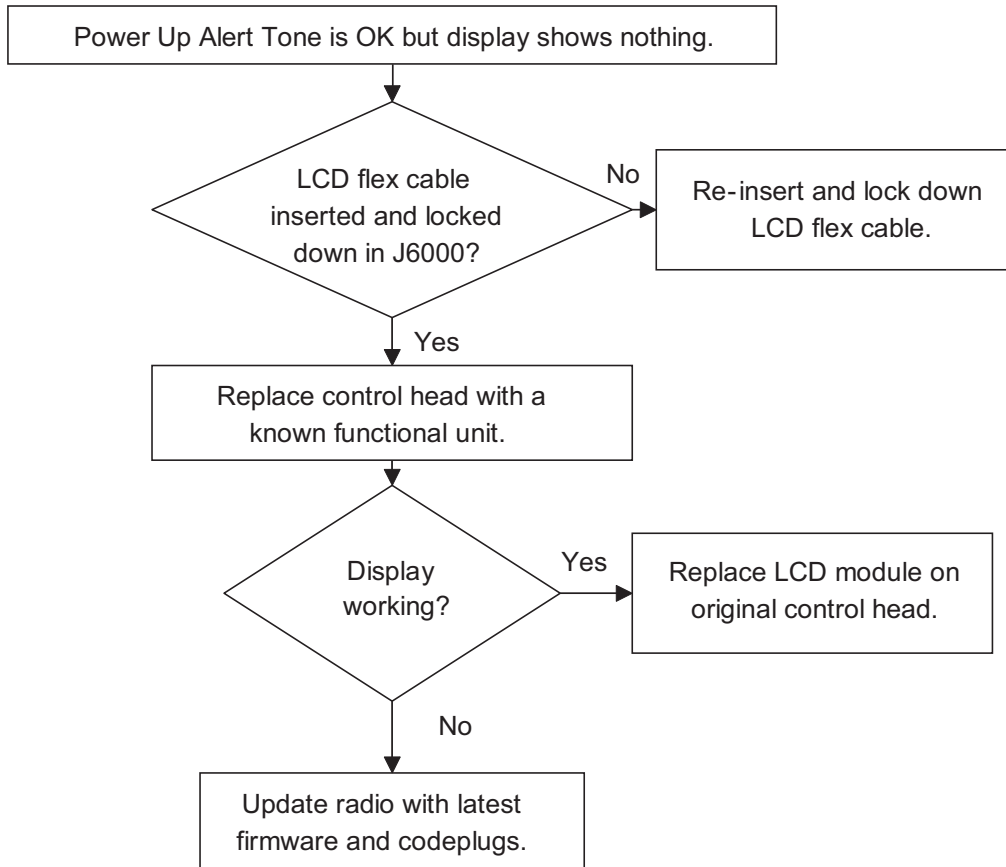 Power Up Alert Tone is OK but display shows nothing.
LCD flex cable
inserted and locked
down in J6000?
No
Re-insert and lock down
LCD flex cable.
Yes
Replace control head with a
known functional unit.
Display
working?
Yes
Replace LCD module on
original control head.
No
Update radio with latest
firmware and codeplugs.